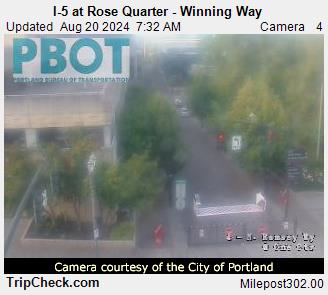 I-5 at Rose Quarter - Winning Way
Updated Aug 20 2024 7:32 AM Camera 4
PBOT
PORTLAND BUREAU OF TRANSPORTATION
Camera courtesy of the City of Portland
TripCheck.com Milepost302.00